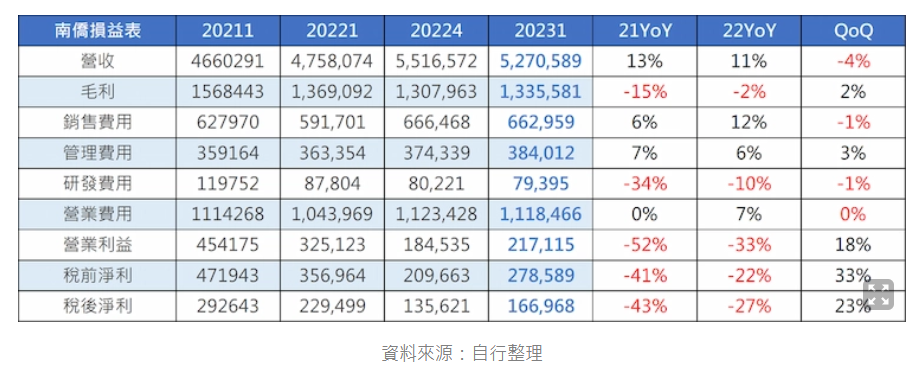 南僑損益表 20211 20221 20224 20231 21YoY 22YoY QoQ
營收 4660291 4,758,074 5,516,572 5,270,589 13% 11% -4%
毛利 1568443 1,369,092 1,307,963 1,335,581 -15% -2% 2%
銷售費用 627970 591,701 666,468 662,959 6% 12% -1%
管理費用 359164 363,354 374,339 384,012 7% 6% 3%
研發費用 119752 87,804 80,221 79,395 -34% -10% -1%
營業費用 1114268 1,043,969 1,123,428 1,118,466 0% 7% 0%
營業利益 454175 325,123 184,535 217,115 -52% -33% 18%
稅前淨利 471943 356,964 209,663 278,589 -41% -22% 33%
稅後淨利 292643 229,499 135,621 166,968 -43% -27% 23%
資料來源：自行整理